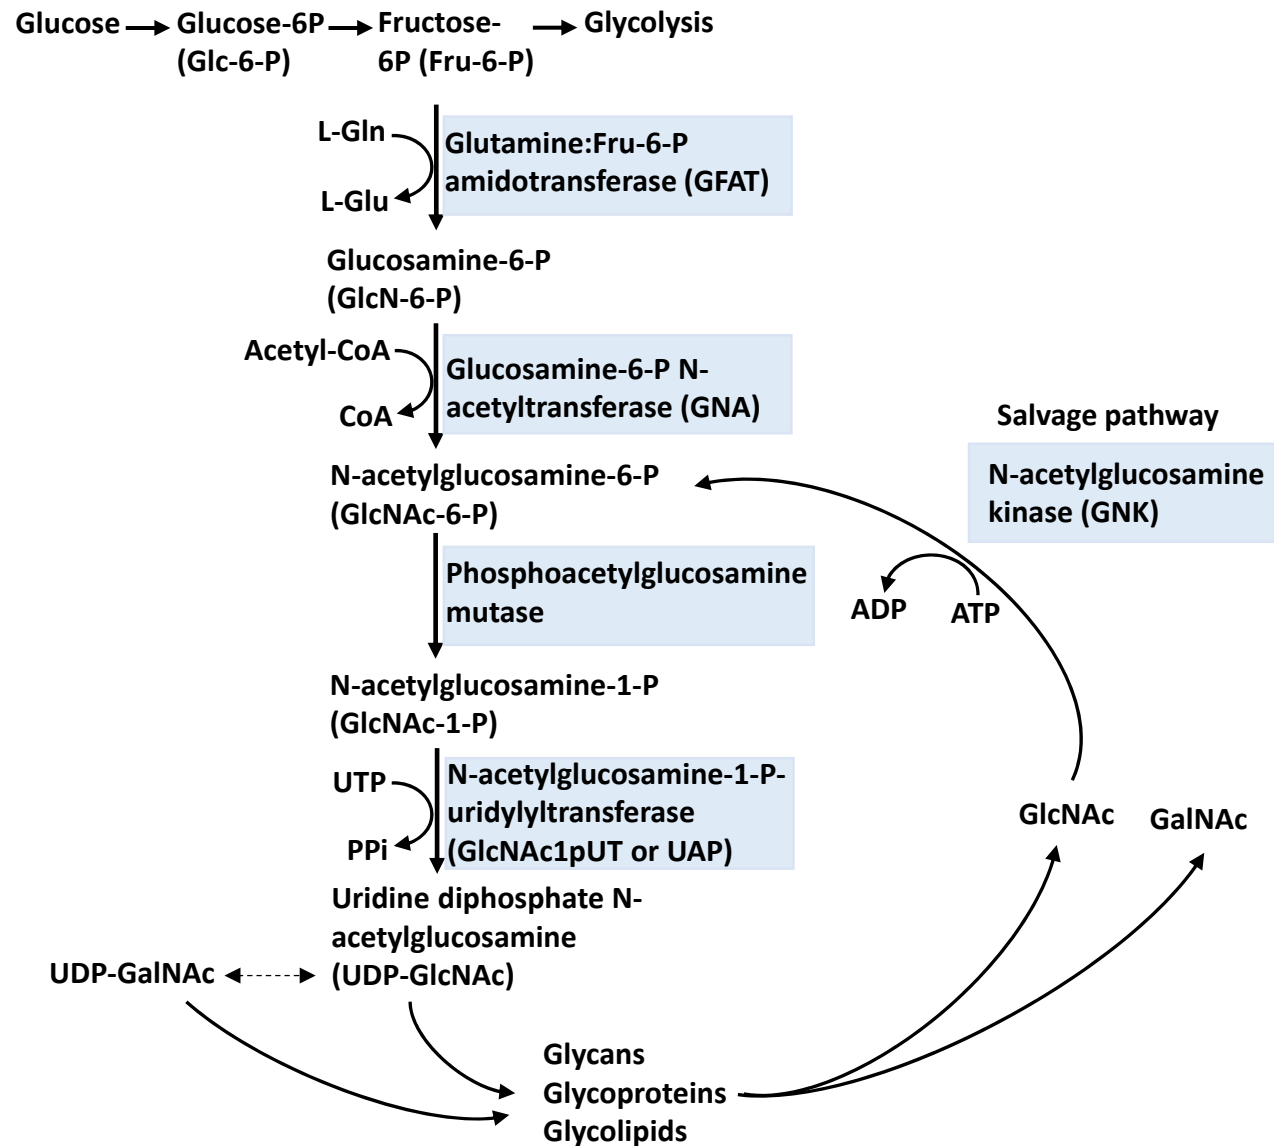 Glucose
Glucose-6P
(Glc-6-P)
Fructose-
6P (Fru-6-P)
Glycolysis
L-Gln
L-Glu
Glutamine:Fru-6-P
amidotransferase (GFAT)
Glucosamine-6-P
(GlcN-6-P)
Acetyl-CoA
CoA
Glucosamine-6-P N-
acetyltransferase (GNA)
Salvage pathway
N-acetylglucosamine
kinase (GNK)
N-acetylglucosamine-6-P
(GlcNAc-6-P)
Phosphoacetylglucosamine
mutase
ADP
ATP
N-acetylglucosamine-1-P
(GlcNAc-1-P)
UTP
PPi
N-acetylglucosamine-1-P-
uridylyltransferase
(GlcNAc1pUT or UAP)
GlcNAc
GalNAc
Uridine diphosphate N-
acetylglucosamine
(UDP-GlcNAc)
UDP-GalNAc
Glycans
Glycoproteins
Glycolipids